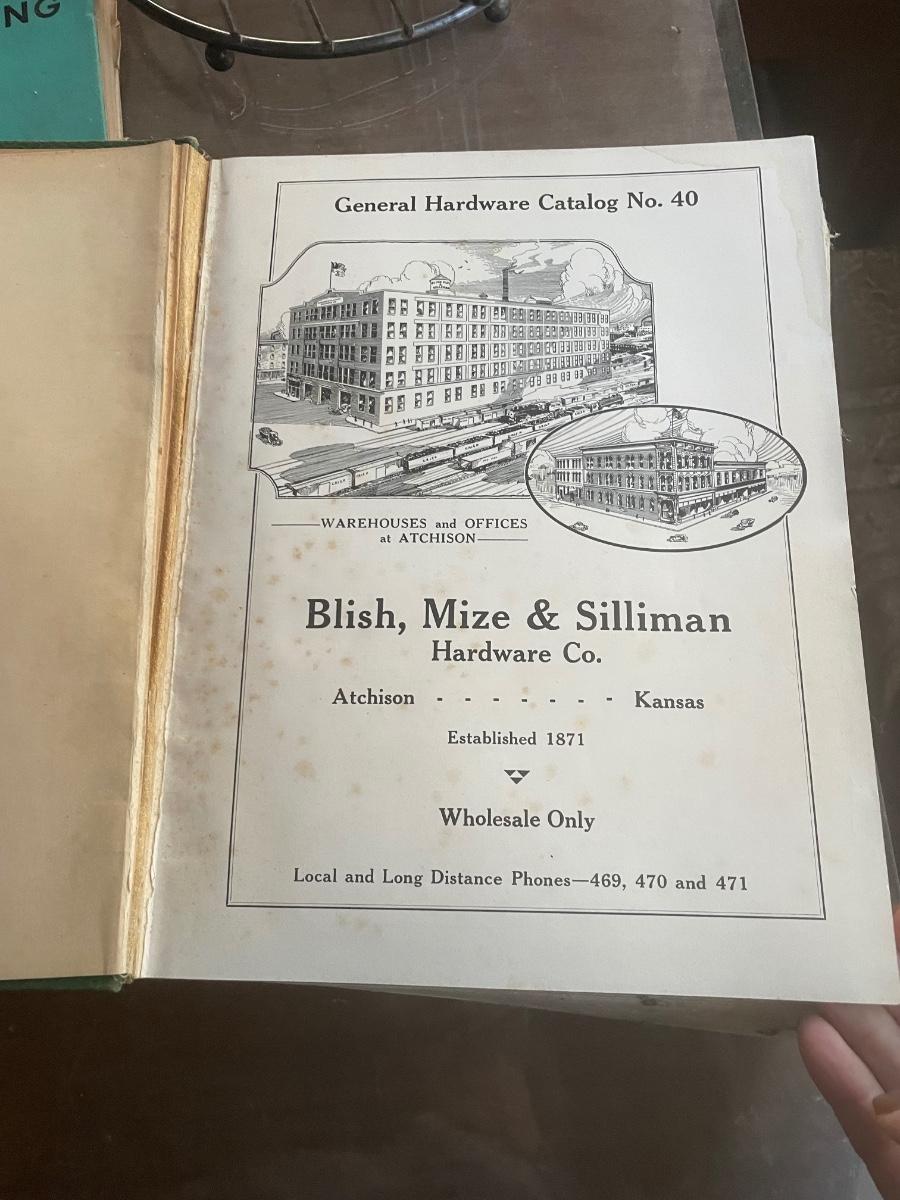 NG
General Hardware Catalog No. 40
WAREHOUSES and OFFICES
at ATCHISON
Blish, Mize & Silliman
Hardware Co.
Atchison - - - - - - - Kansas
Established 1871
Wholesale Only
Local and Long Distance Phones—469, 470 and 471